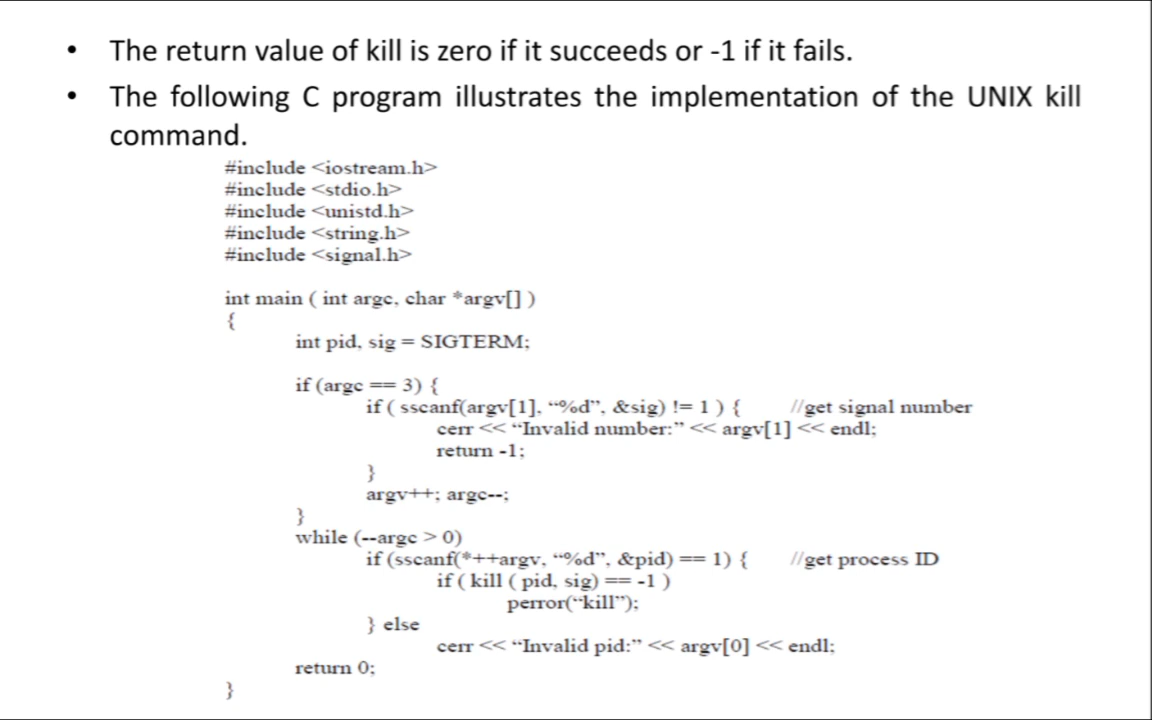 • The return value of kill is zero if it succeeds or -1 if it fails.
• The following C program illustrates the implementation of the UNIX kill
command.
#include <iostream.h>
#include <stdio.h>
#include <unistd.h>
#include <string.h>
#include <signal.h>
int main ( int argc, char *argv[] )
{
int pid, sig = SIGTERM;
if (argc == 3) {
if ( sscanf(argv[1], “%d”, &sig) != 1 ) { //get signal number
cerr << “Invalid number:” << argv[1] << endl;
return -1;
}
argv++; argc--;
}
while (--argc > 0)
if (sscanf(*++argv, “%d”, &pid) == 1) { //get process ID
if ( kill ( pid, sig) == -1 )
perror(“kill”);
} else
cerr << “Invalid pid:” << argv[0] << endl;
return 0;
}